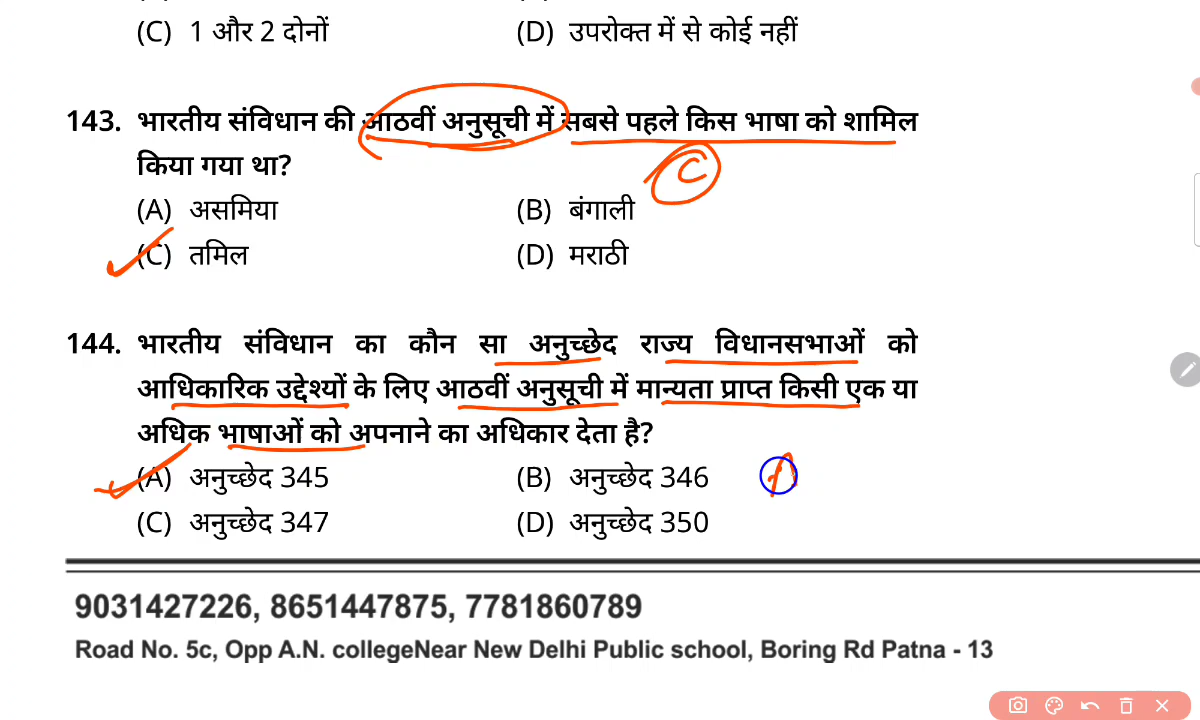 (C) 1 और 2 दोनों (D) उपरोक्त में से कोई नहीं
143. भारतीय संविधान की आठवीं अनुसूची में सबसे पहले किस भाषा को शामिल
किया गया था?
C
(A) असमिया (B) बंगाली
(C) तमिल (D) मराठी
144. भारतीय संविधान का कौन सा अनुच्छेद राज्य विधानसभाओं को
आधिकारिक उद्देश्यों के लिए आठवीं अनुसूची में मान्यता प्राप्त किसी एक या
अधिक भाषाओं को अपनाने का अधिकार देता है?
(A) अनुच्छेद 345 (B) अनुच्छेद 346 A
(C) अनुच्छेद 347 (D) अनुच्छेद 350
9031427226, 8651447875, 7781860789
Road No. 5c, Opp A.N. collegeNear New Delhi Public school, Boring Rd Patna - 13